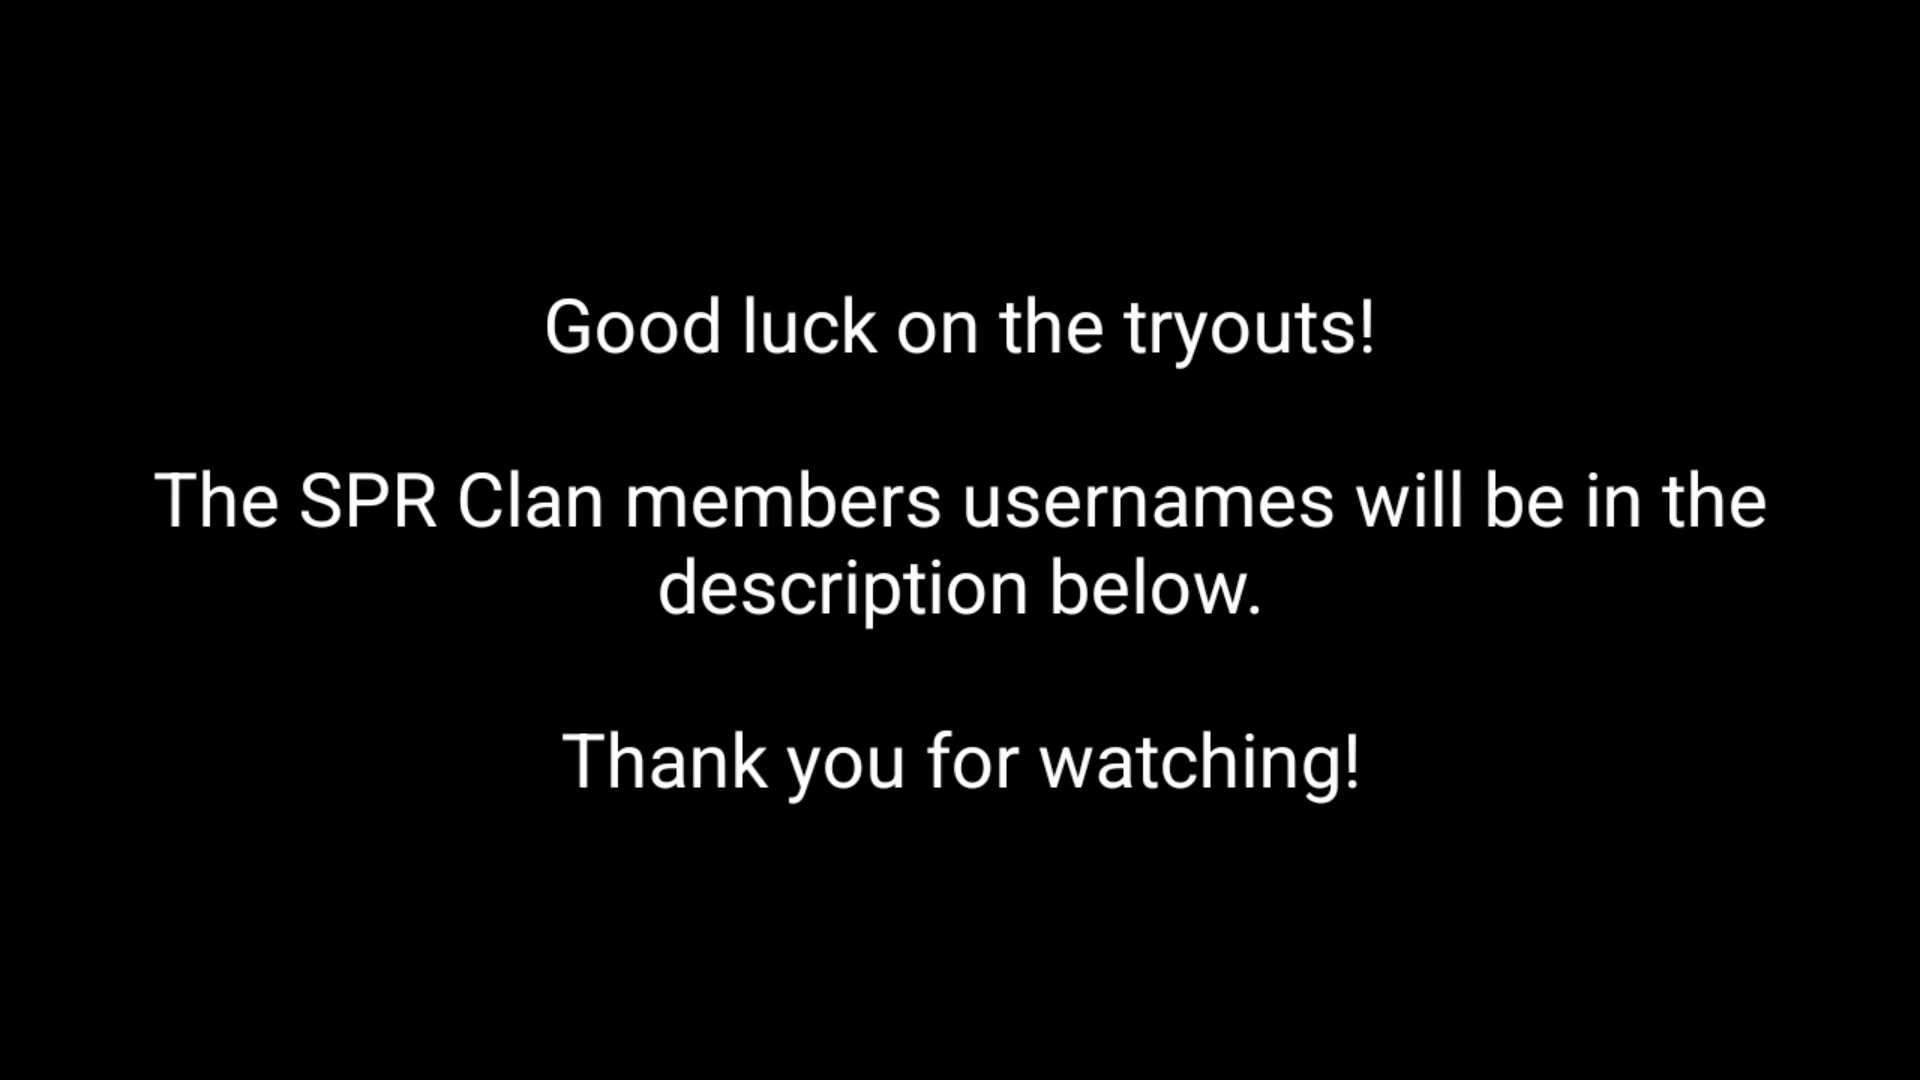 Good luck on the tryouts!
The SPR Clan members usernames will be in the
description below.
Thank you for watching!